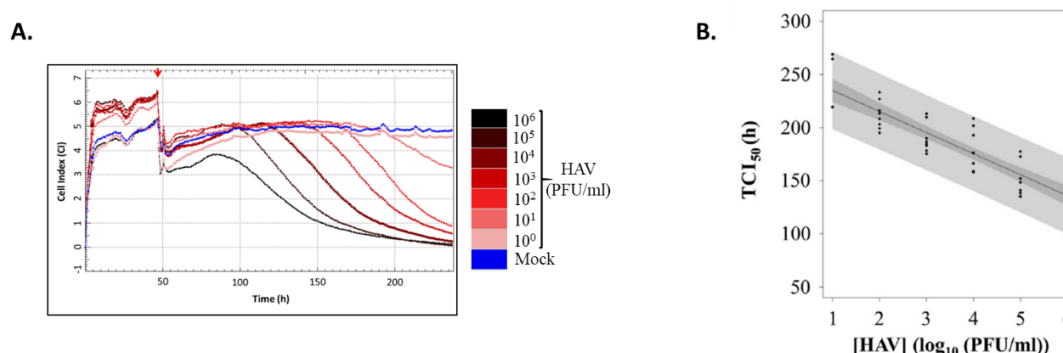 A.
Cell Index (CI)
7
6
5
4
3
2
1
0
-1
50
100
150
200
Time (h)
10⁶
10⁵
10⁴
10³
10²
10¹
10⁰
Mock
HAV
(PFU/ml)
B.
TCI₅₀ (h)
300
250
200
150
100
50
1 2 3 4 5
[HAV] (log₁₀ (PFU/ml))